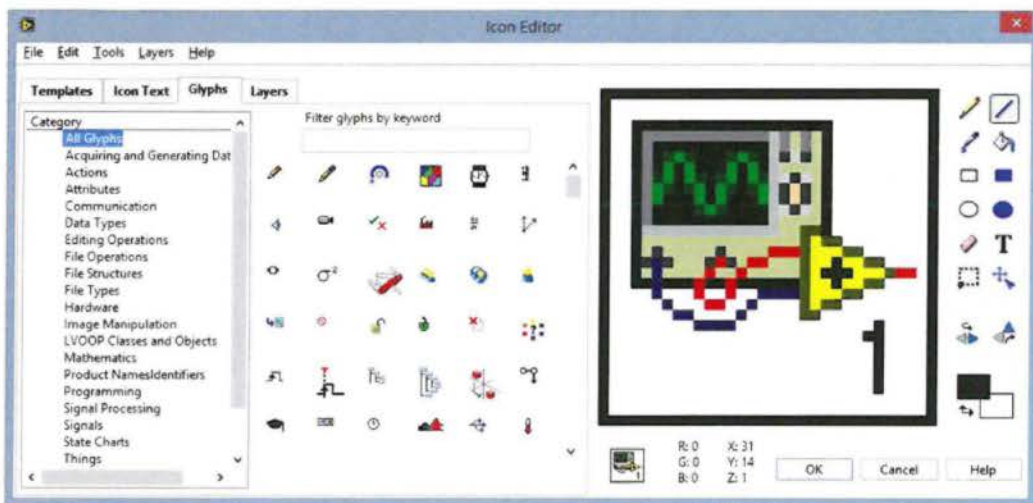 Icon Editor
File Edit Tools Layers Help
Templates Icon Text Glyphs Layers
Category
All Glyphs
Acquiring and Generating Dat
Actions
Attributes
Communication
Data Types
Editing Operations
File Operations
File Structures
File Types
Hardware
Image Manipulation
LVOOP Classes and Objects
Mathematics
Product NamesIdentifiers
Programming
Signal Processing
Signals
State Charts
Things
Filter glyphs by keyword
σ²
1
T
R: 0 X: 31
G: 0 Y: 14
B: 0 Z: 1
OK Cancel Help